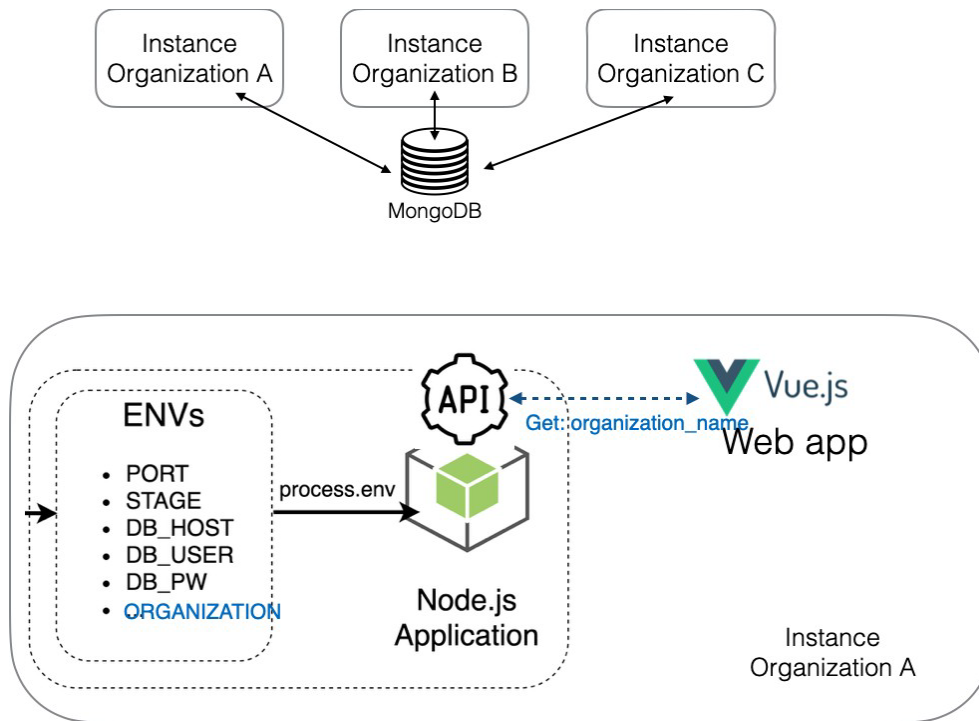 Instance
Organization A
Instance
Organization B
Instance
Organization C
MongoDB
ENVs
• PORT
• STAGE
• DB_HOST
• DB_USER
• DB_PW
• ...
ORGANIZATION
process.env
API
Node.js
Application
Get: organization_name
Vue.js
Web app
Instance
Organization A